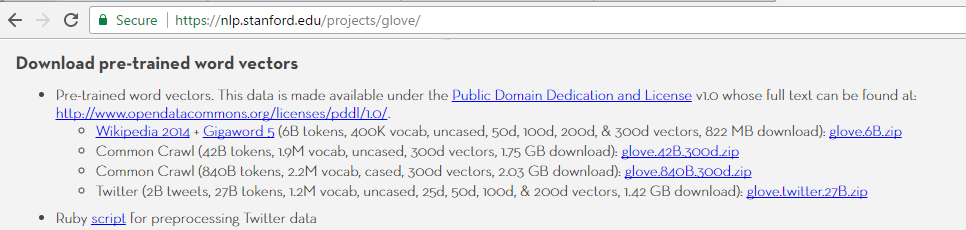 Secure https://nlp.stanford.edu/projects/glove/
Download pre-trained word vectors
Pre-trained word vectors. This data is made available under the Public Domain Dedication and License v1.0 whose full text can be found at:
http://www.opendatacommons.org/licenses/pddl/1.0/.
Wikipedia 2014 + Gigaword 5 (6B tokens, 400K vocab, uncased, 50d, 100d, 200d, & 300d vectors, 822 MB download): glove.6B.zip
Common Crawl (42B tokens, 1.9M vocab, uncased, 300d vectors, 1.75 GB download): glove.42B.300d.zip
Common Crawl (840B tokens, 2.2M vocab, cased, 300d vectors, 2.03 GB download): glove.840B.300d.zip
Twitter (2B tweets, 27B tokens, 1.2M vocab, uncased, 25d, 50d, 100d, & 200d vectors, 1.42 GB download): glove.twitter.27B.zip
Ruby script for preprocessing Twitter data